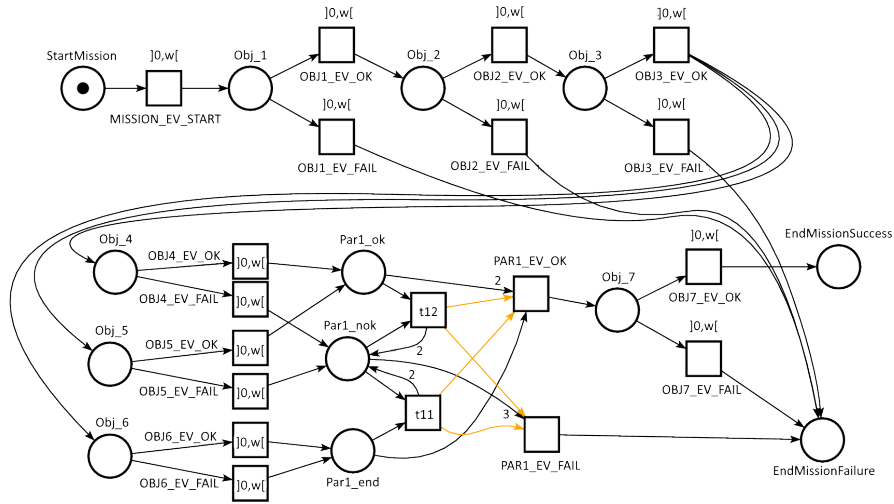 ]0,w[ ]0,w[ ]0,w[
StartMission ]0,w[ Obj_1 Obj_2 Obj_3
OBJ1_EV_OK OBJ2_EV_OK OBJ3_EV_OK
]0,w[ ]0,w[ ]0,w[
MISSION_EV_START
OBJ1_EV_FAIL OBJ2_EV_FAIL OBJ3_EV_FAIL
Obj_4 OBJ4_EV_OK ]0,w[ Par1_ok ]0,w[ EndMissionSuccess
PAR1_EV_OK
2 Obj_7
OBJ4_EV_FAIL ]0,w[ OBJ7_EV_OK
t12
Obj_5 Par1_nok ]0,w[
OBJ5_EV_OK ]0,w[ 2
2
OBJ5_EV_FAIL ]0,w[ OBJ7_EV_FAIL
Obj_6 t11 3
OBJ6_EV_OK ]0,w[
PAR1_EV_FAIL
OBJ6_EV_FAIL ]0,w[ Par1_end EndMissionFailure